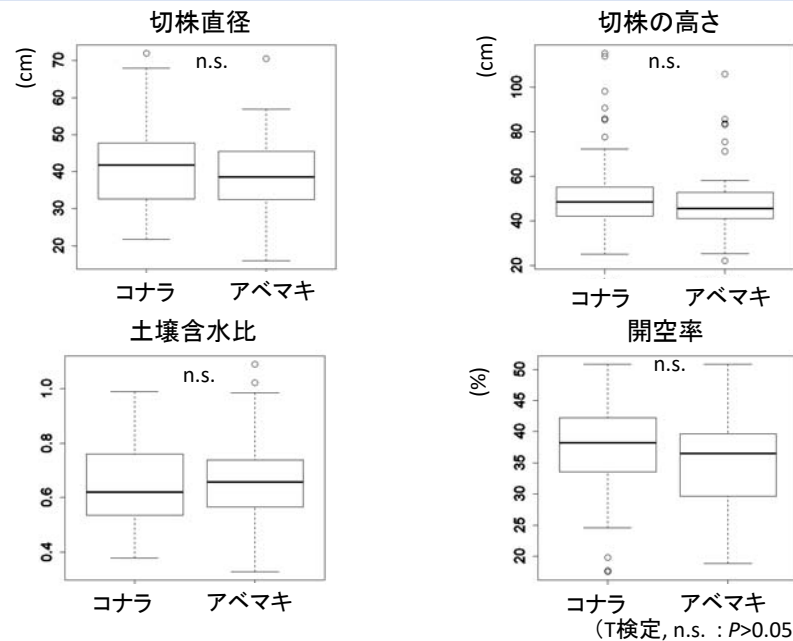 切株直径
切株の高さ
(cm)
n.s.
70
60
50
40
30
20
コナラ
アベマキ
(cm)
n.s.
100
80
60
40
20
コナラ
アベマキ
土壌含水比
開空率
n.s.
1.0
0.8
0.6
0.4
コナラ
アベマキ
(%)
n.s.
50
45
40
35
30
25
20
コナラ
アベマキ
(T検定, n.s. : P>0.05